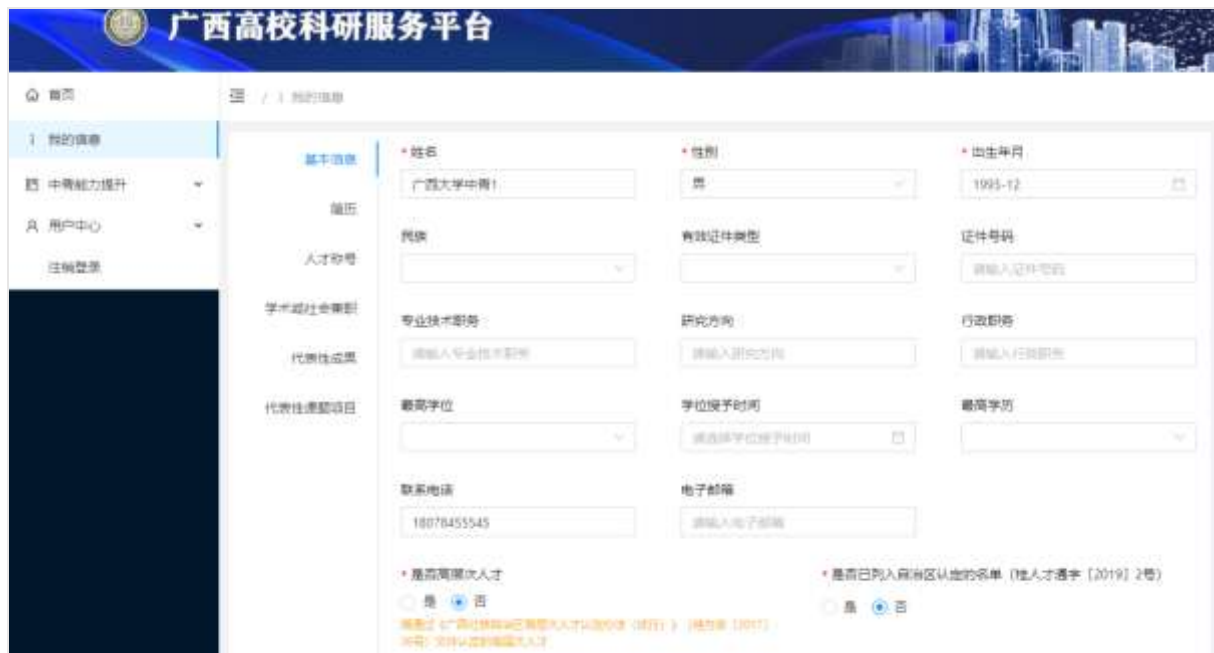 广西高校科研服务平台
首页
/ 我的信息
我的信息
中青能力提升
用户中心
注销登录
基本信息
简历
人才称号
学术或社会兼职
代表性成果
代表性课题项目
* 姓名
* 性别
* 出生年月
广西大学中青1
男
1995-12
民族
有效证件类型
证件号码
请输入证件号码
专业技术职务
研究方向
行政职务
请输入专业技术职务
请输入研究方向
请输入行政职务
最高学位
学位授予时间
最高学历
请选择学位授予时间
联系电话
电子邮箱
18078455545
请输入电子邮箱
* 是否高层次人才
* 是否已列入自治区认定的名单(桂人才通字〔2019〕2号)
是 否
是 否